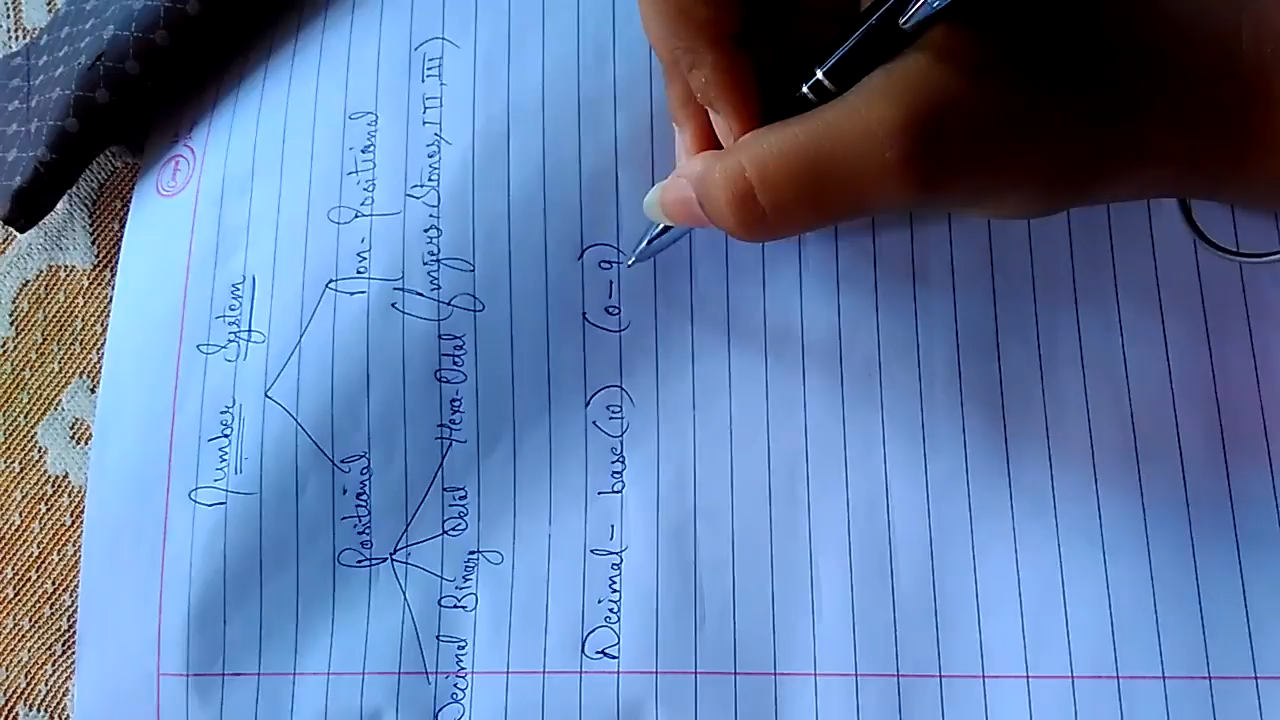 Number System
Positional Non-Positional
(fingers, Stones, I II, III)
Decimal Binary Octal Hexa-Octal
Decimal - base(10) (0-9)